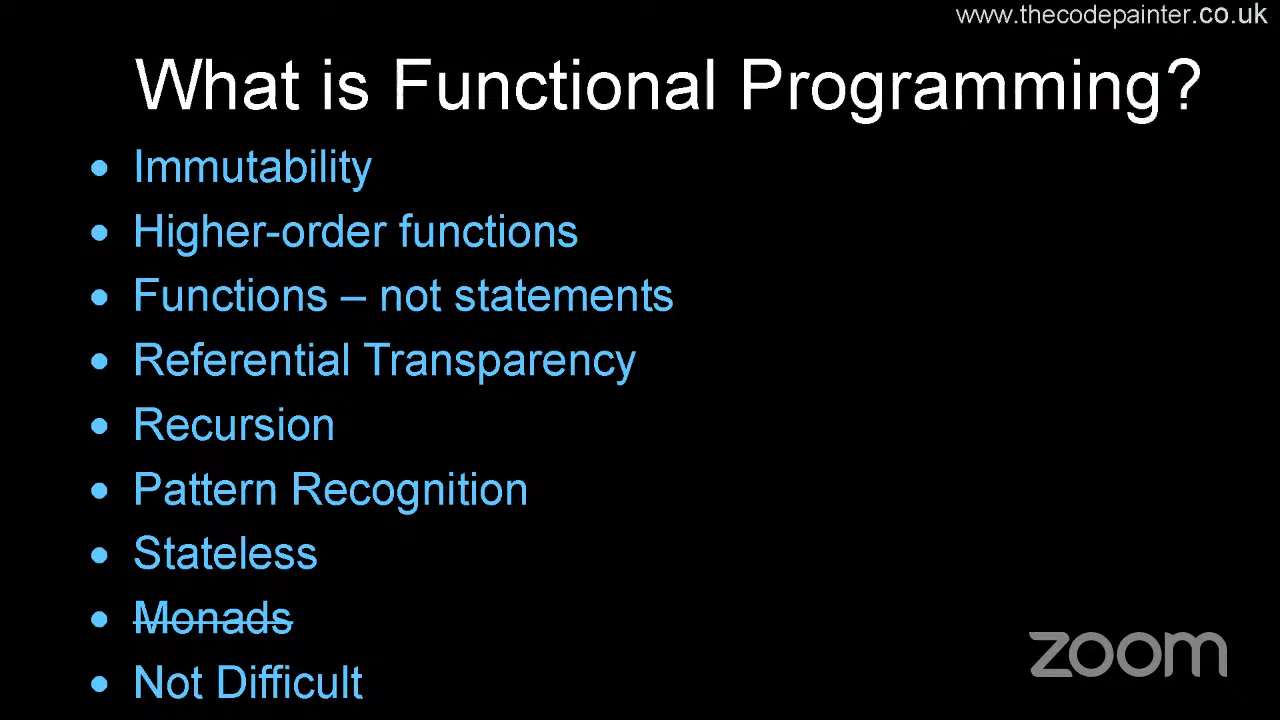 www.thecodepainter.co.uk
What is Functional Programming?
• Immutability
• Higher-order functions
• Functions – not statements
• Referential Transparency
• Recursion
• Pattern Recognition
• Stateless
• Monads
• Not Difficult
zoom